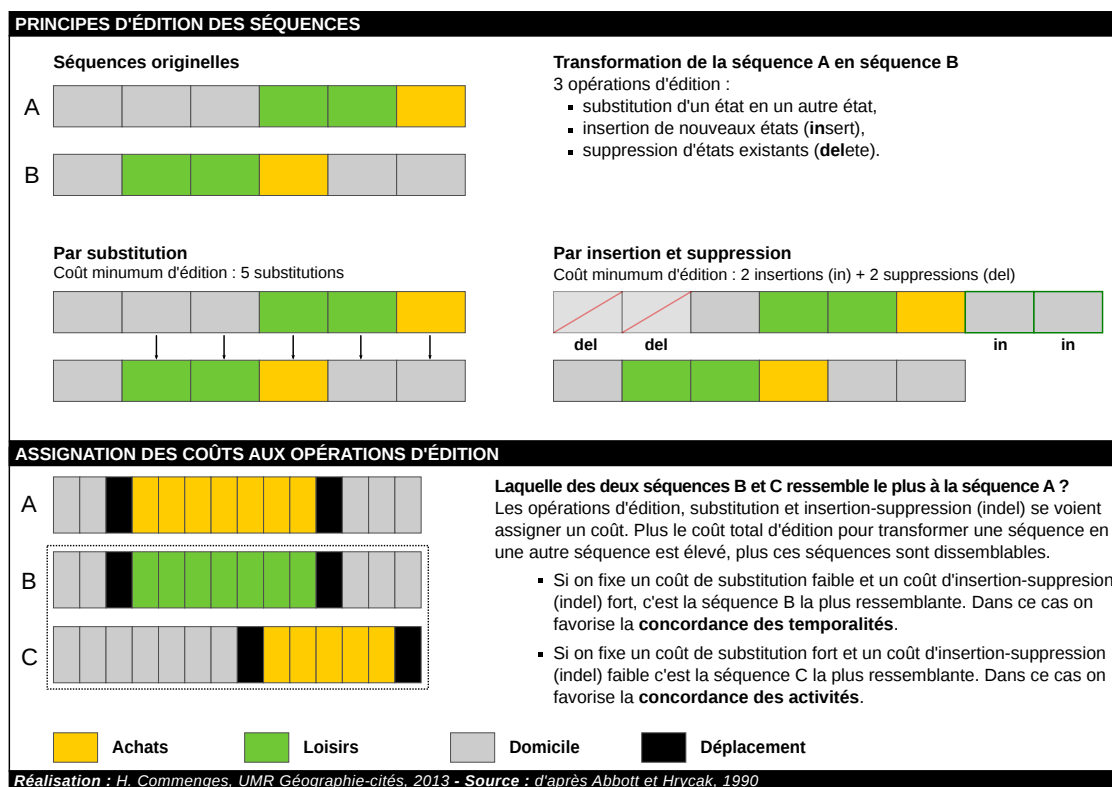 PRINCIPES D'ÉDITION DES SÉQUENCES
Séquences originelles
A
B
Transformation de la séquence A en séquence B
3 opérations d'édition :
▪ substitution d'un état en un autre état,
▪ insertion de nouveaux états (insert),
▪ suppression d'états existants (delete).
Par substitution
Coût minumum d'édition : 5 substitutions
Par insertion et suppression
Coût minumum d'édition : 2 insertions (in) + 2 suppressions (del)
del del in in
ASSIGNATION DES COÛTS AUX OPÉRATIONS D'ÉDITION
A
B
C
Laquelle des deux séquences B et C ressemble le plus à la séquence A ?
Les opérations d'édition, substitution et insertion-suppression (indel) se voient
assigner un coût. Plus le coût total d'édition pour transformer une séquence en
une autre séquence est élevé, plus ces séquences sont dissemblables.
▪ Si on fixe un coût de substitution faible et un coût d'insertion-suppresion
(indel) fort, c'est la séquence B la plus ressemblante. Dans ce cas on
favorise la concordance des temporalités.
▪ Si on fixe un coût de substitution fort et un coût d'insertion-suppression
(indel) faible c'est la séquence C la plus ressemblante. Dans ce cas on
favorise la concordance des activités.
Achats Loisirs Domicile Déplacement
Réalisation : H. Commenges, UMR Géographie-cités, 2013 - Source : d'après Abbott et Hrycak, 1990